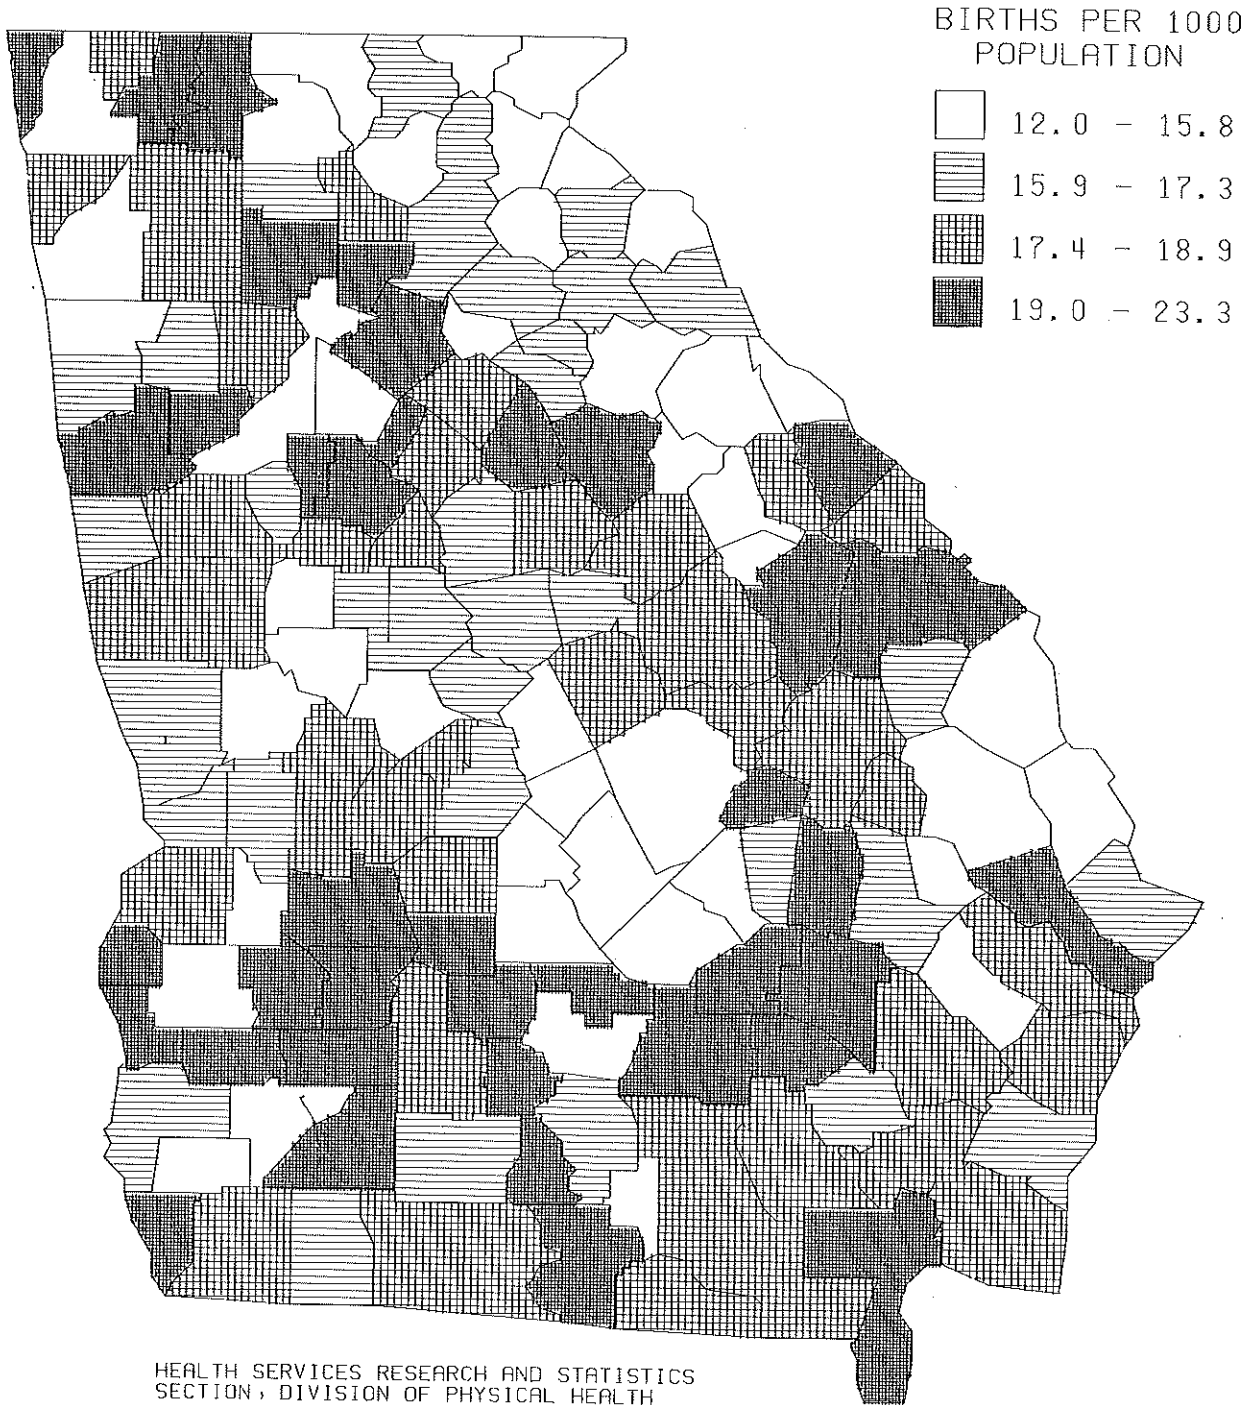 BIRTHS PER 1000
POPULATION
12.0 - 15.8
15.9 - 17.3
17.4 - 18.9
19.0 - 23.3
HEALTH SERVICES RESEARCH AND STATISTICS
SECTION, DIVISION OF PHYSICAL HEALTH